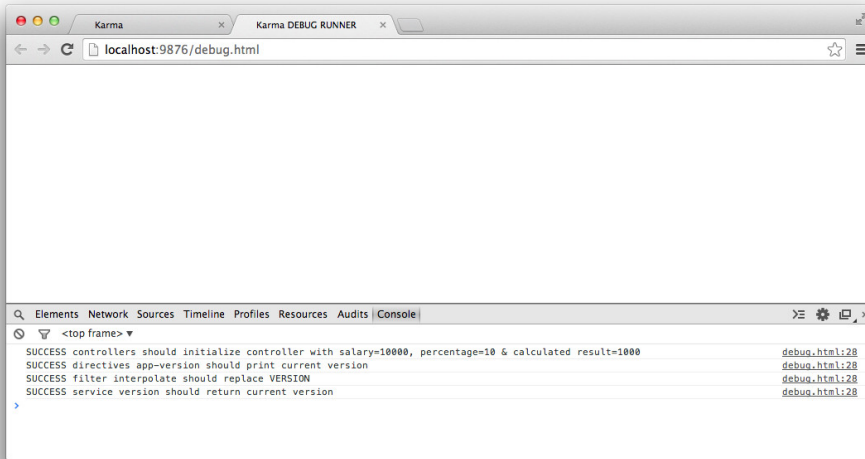 Karma × Karma DEBUG RUNNER ×
localhost:9876/debug.html
Elements Network Sources Timeline Profiles Resources Audits Console
<top frame> ▼
SUCCESS controllers should initialize controller with salary=10000, percentage=10 & calculated result=1000 debug.html:28
SUCCESS directives app-version should print current version debug.html:28
SUCCESS filter interpolate should replace VERSION debug.html:28
SUCCESS service version should return current version debug.html:28
>